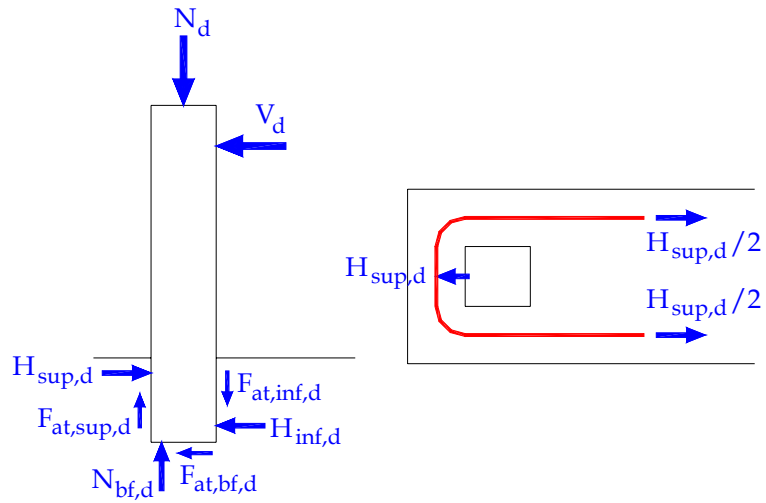 N_d
V_d
H_sup,d
F_at,sup,d
N_bf,d
F_at,bf,d
F_at,inf,d
H_inf,d
H_sup,d/2
H_sup,d
H_sup,d/2